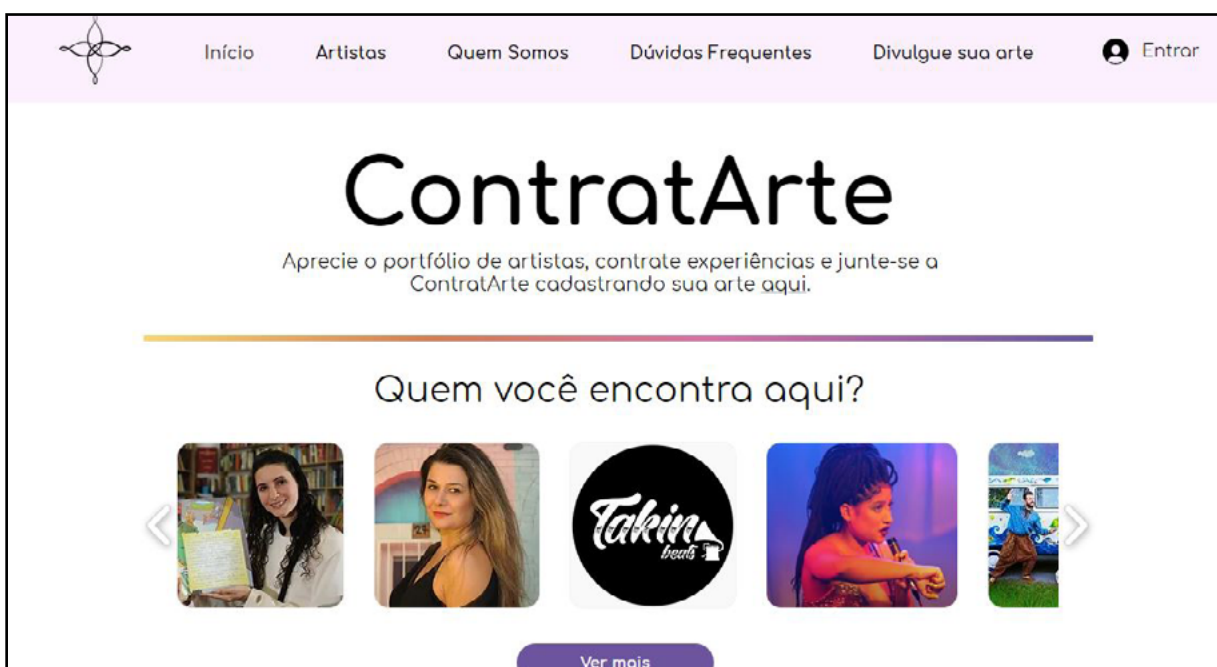 Início Artistas Quem Somos Dúvidas Frequentes Divulgue sua arte Entrar
ContratArte
Aprecie o portfólio de artistas, contrate experiências e junte-se a
ContratArte cadastrando sua arte aqui.
Quem você encontra aqui?
Takin
beats
Ver mais